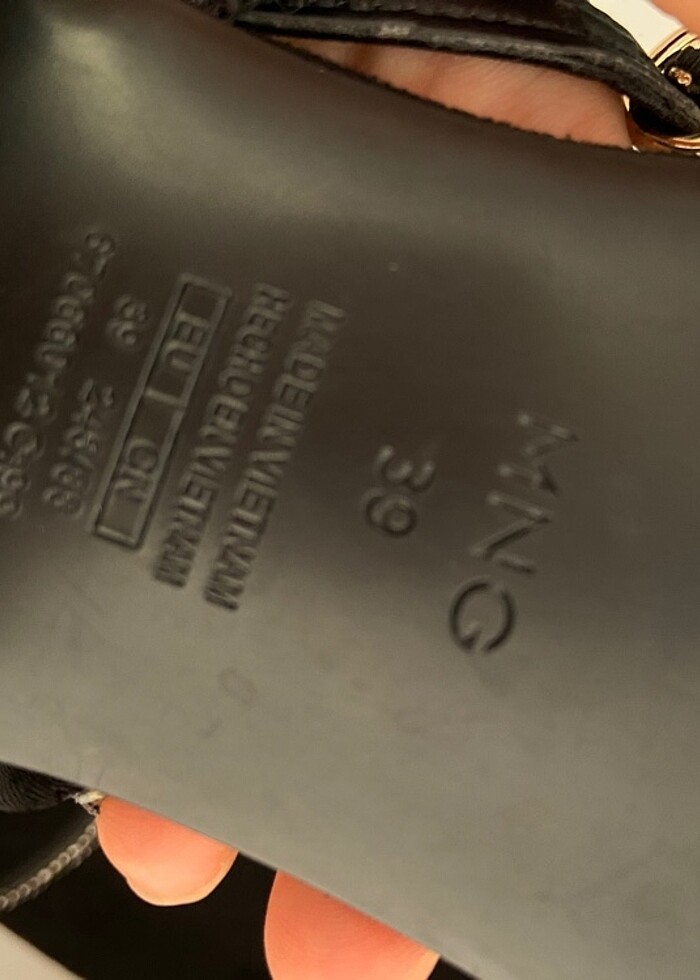 MNG
39
MADE IN VIETNAM
HECHO EN VIETNAM
EU CN
39